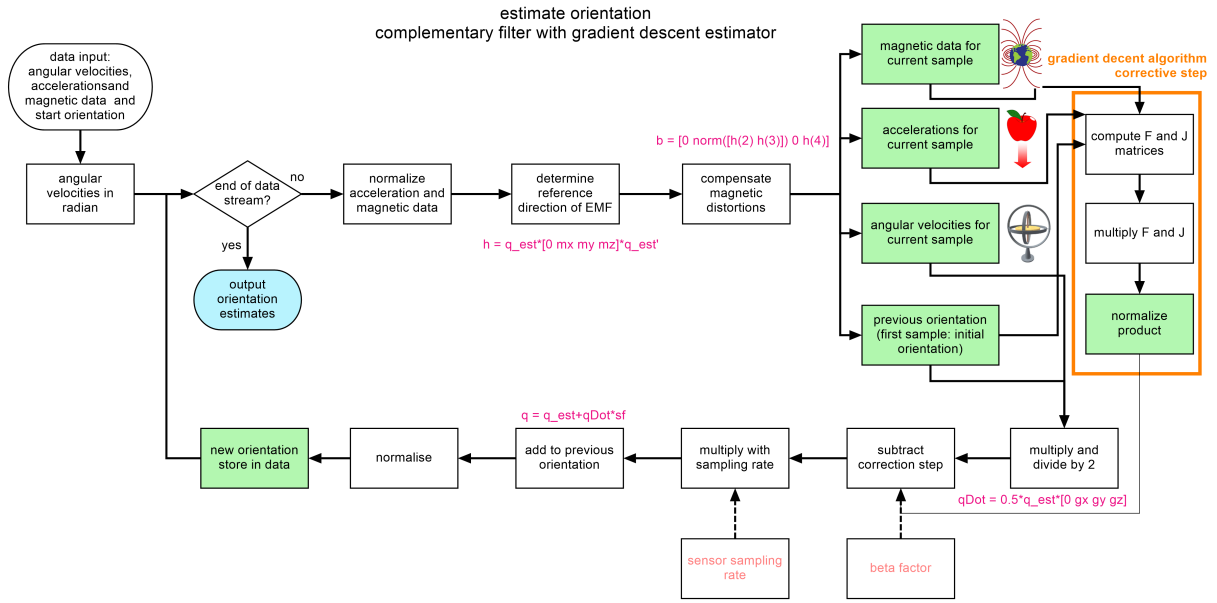 estimate orientation
complementary filter with gradient descent estimator
data input:
angular velocities,
accelerationsand
magnetic data  and
start orientation
angular
velocities in
radian
end of data
stream?
no
yes
output
orientation
estimates
normalize
acceleration and
magnetic data
determine
reference
direction of EMF
h = q_est*[0 mx my mz]*q_est'
compensate
magnetic
distortions
b = [0 norm([h(2) h(3)]) 0 h(4)]
magnetic data for
current sample
accelerations for
current sample
angular velocities for
current sample
previous orientation
(first sample: initial
orientation)
gradient decent algorithm
corrective step
compute F and J
matrices
multiply F and J
normalize
product
multiply and
divide by 2
qDot = 0.5*q_est*[0 gx gy gz]
subtract
correction step
beta factor
multiply with
sampling rate
sensor sampling
rate
q = q_est+qDot*sf
add to previous
orientation
normalise
new orientation
store in data